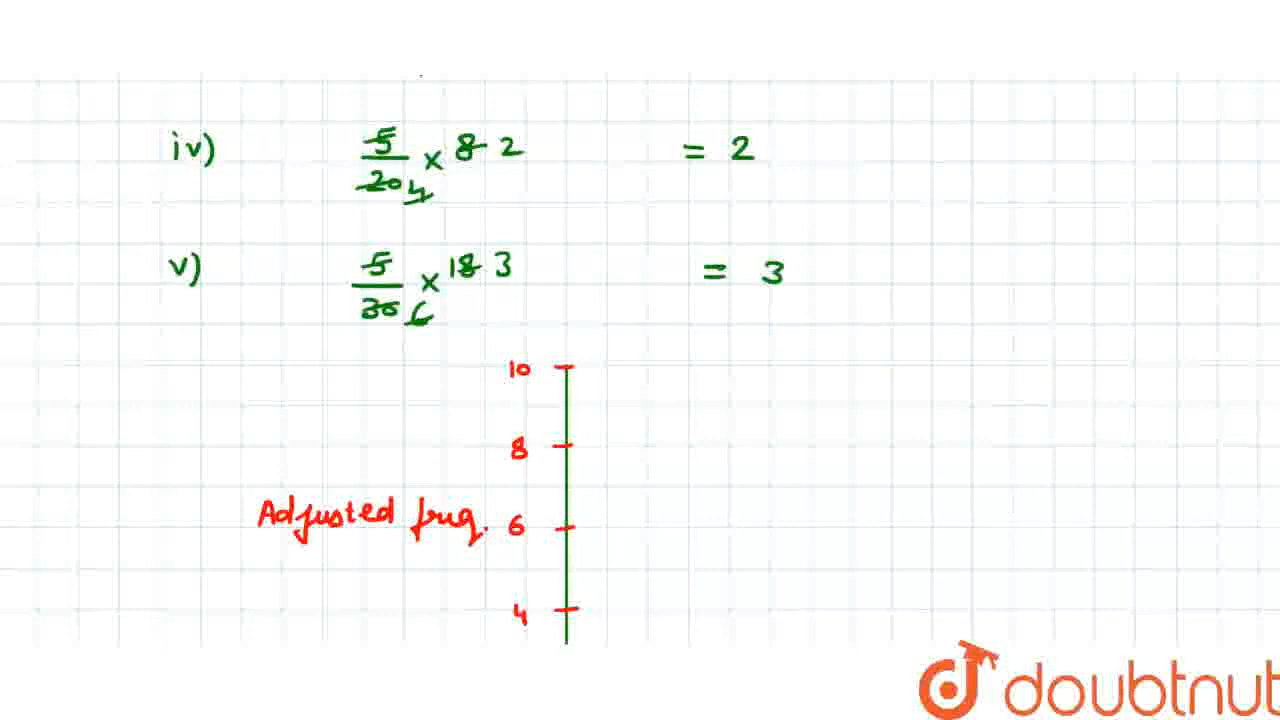 iv) 5/20 4 × 8 2 = 2
v) 5/30 6 × 18 3 = 3
10
8
Adjusted freq. 6
4
doubtnut